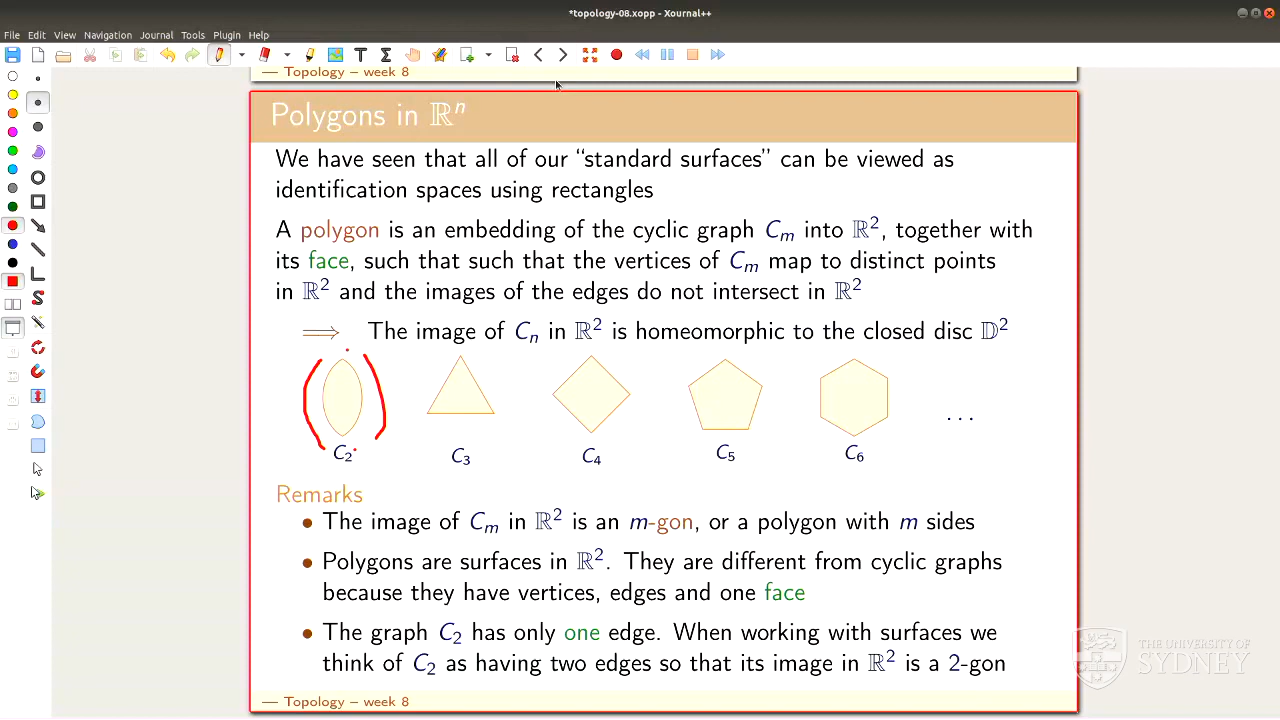 *topology-08.xopp - Xournal++
File Edit View Navigation Journal Tools Plugin Help
— Topology – week 8
Polygons in ℝⁿ
We have seen that all of our “standard surfaces” can be viewed as
identification spaces using rectangles
A polygon is an embedding of the cyclic graph Cₘ into ℝ², together with
its face, such that such that the vertices of Cₘ map to distinct points
in ℝ² and the images of the edges do not intersect in ℝ²
⟹ The image of Cₙ in ℝ² is homeomorphic to the closed disc 𝔻²
...
C₂ C₃ C₄ C₅ C₆
Remarks
• The image of Cₘ in ℝ² is an m-gon, or a polygon with m sides
• Polygons are surfaces in ℝ². They are different from cyclic graphs
because they have vertices, edges and one face
• The graph C₂ has only one edge. When working with surfaces we
think of C₂ as having two edges so that its image in ℝ² is a 2-gon
— Topology – week 8
THE UNIVERSITY OF
SYDNEY